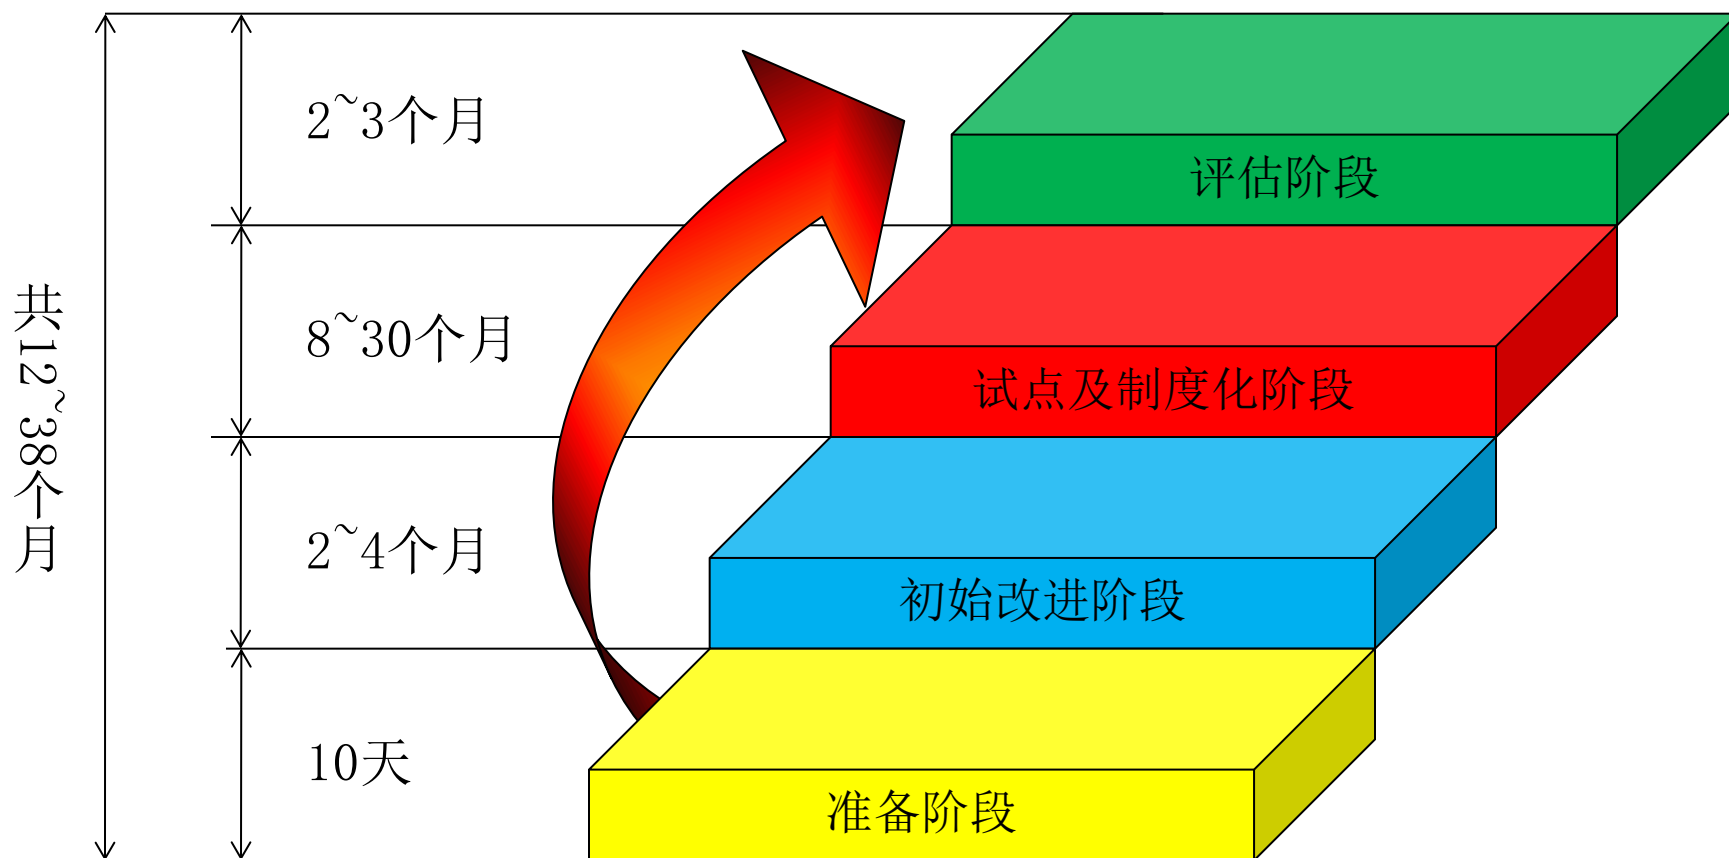 2~3个月
评估阶段
8~30个月
试点及制度化阶段
共12~38个月
2~4个月
初始改进阶段
10天
准备阶段